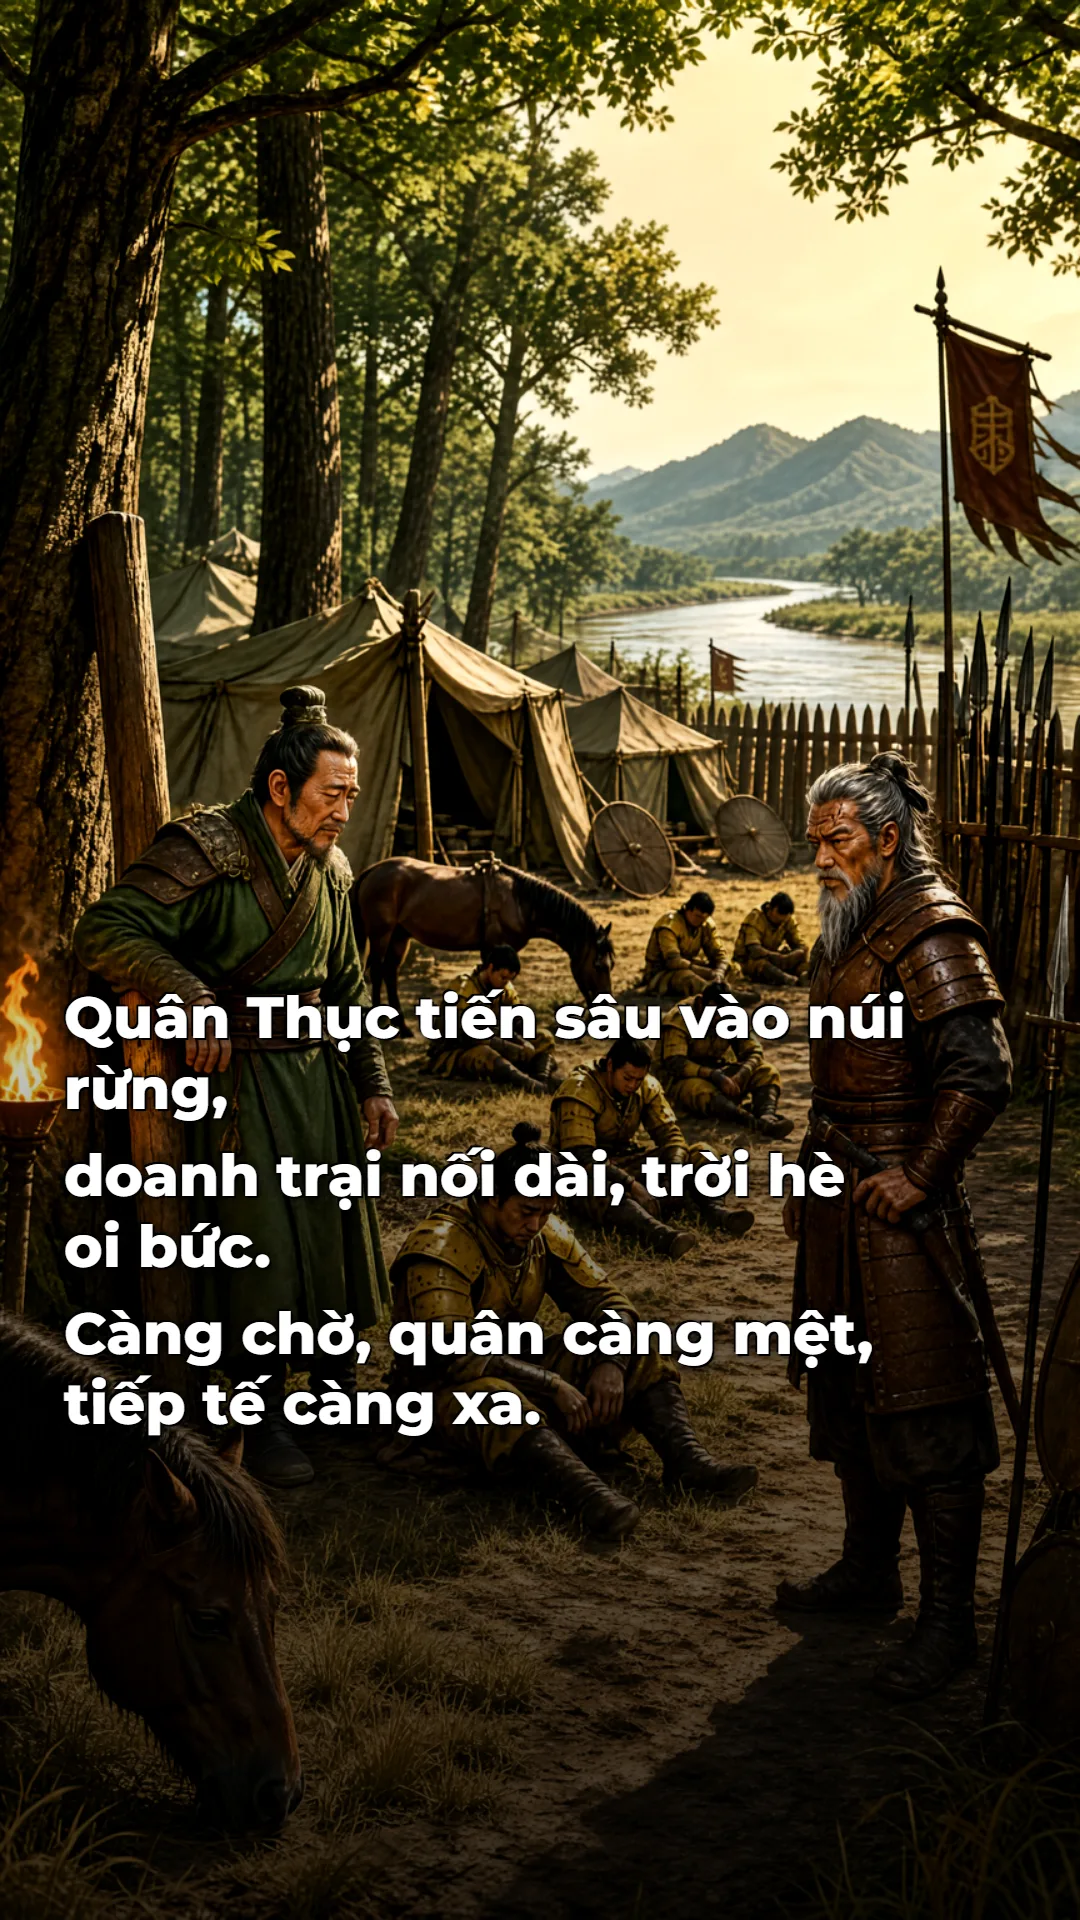 Quân Thục tiến sâu vào núi
rừng,
doanh trại nối dài, trời hè
oi bức.
Càng chờ, quân càng mệt,
tiếp tế càng xa.